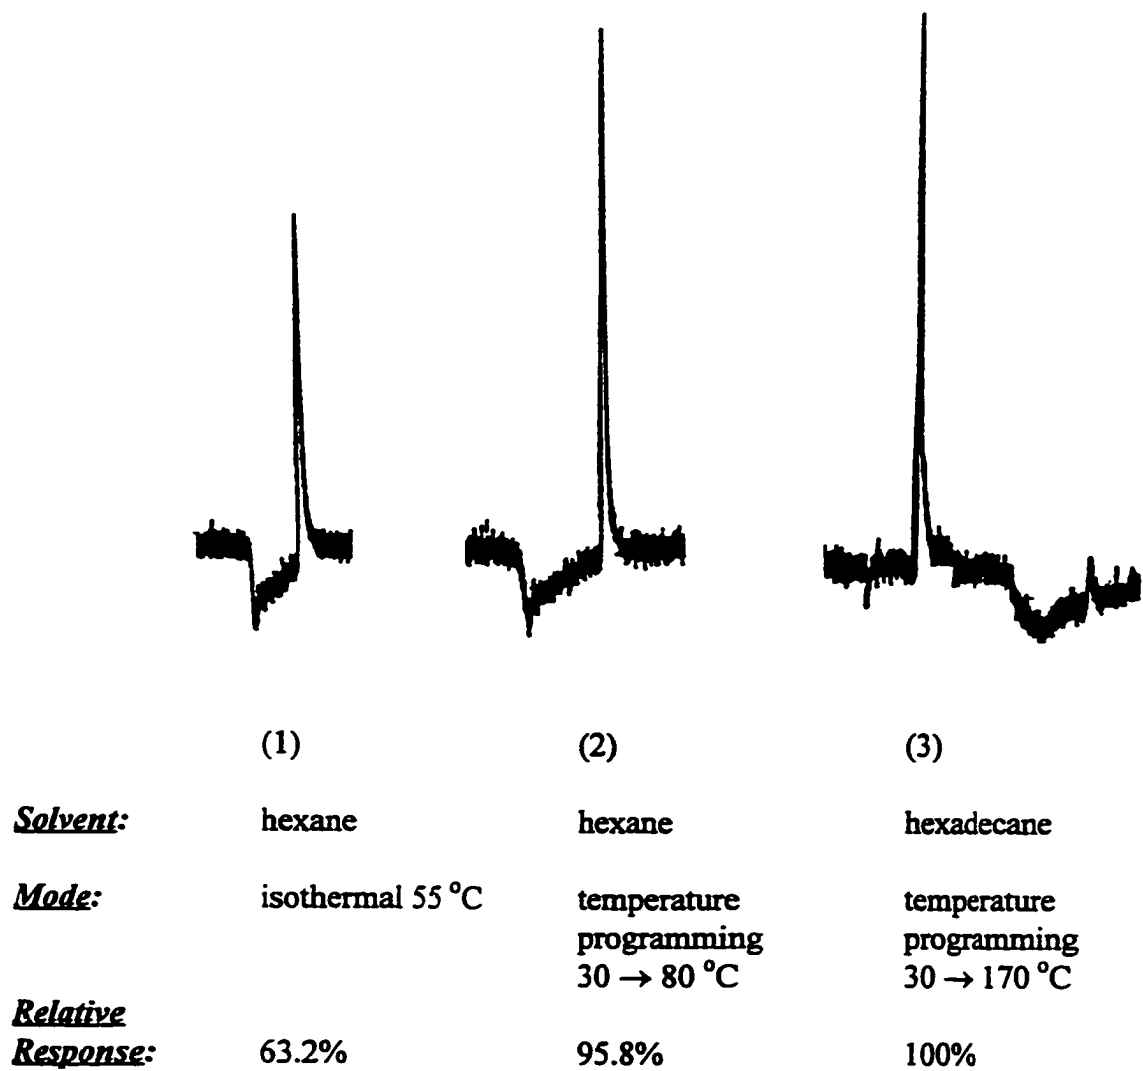 (1) (2) (3)
Solvent: hexane hexane hexadecane
Mode: isothermal 55 °C temperature temperature
programming programming
30 → 80 °C 30 → 170 °C
Relative
Response: 63.2% 95.8% 100%